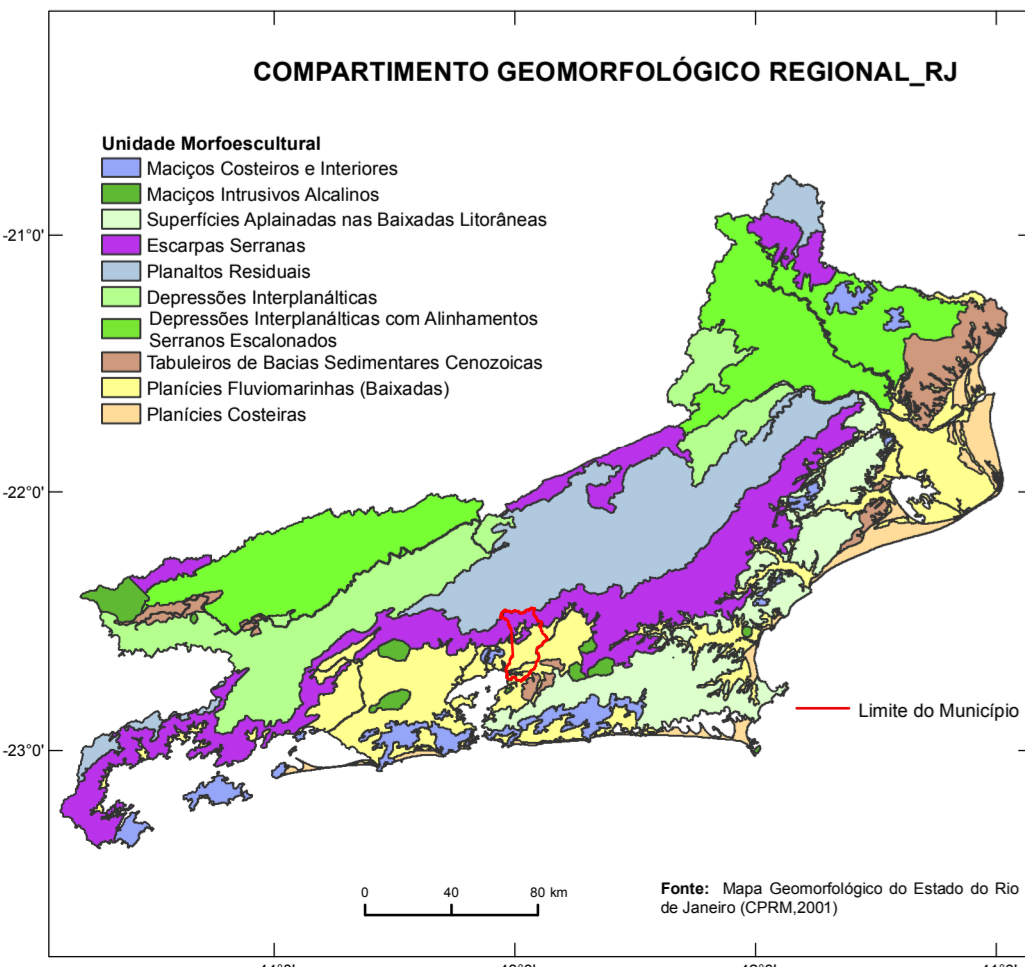 COMPARTIMENTO GEOMORFOLÓGICO REGIONAL_RJ
Unidade Morfoescultural
Maciços Costeiros e Interiores
Maciços Intrusivos Alcalinos
Superfícies Aplainadas nas Baixadas Litorâneas
Escarpas Serranas
Planaltos Residuais
Depressões Interplanálticas
Depressões Interplanálticas com Alinhamentos
Serranos Escalonados
Tabuleiros de Bacias Sedimentares Cenozoicas
Planícies Fluviomarinhas (Baixadas)
Planícies Costeiras
-21°0'
-22°0'
-23°0'
Limite do Município
0 40 80 km
Fonte: Mapa Geomorfológico do Estado do Rio
de Janeiro (CPRM,2001)